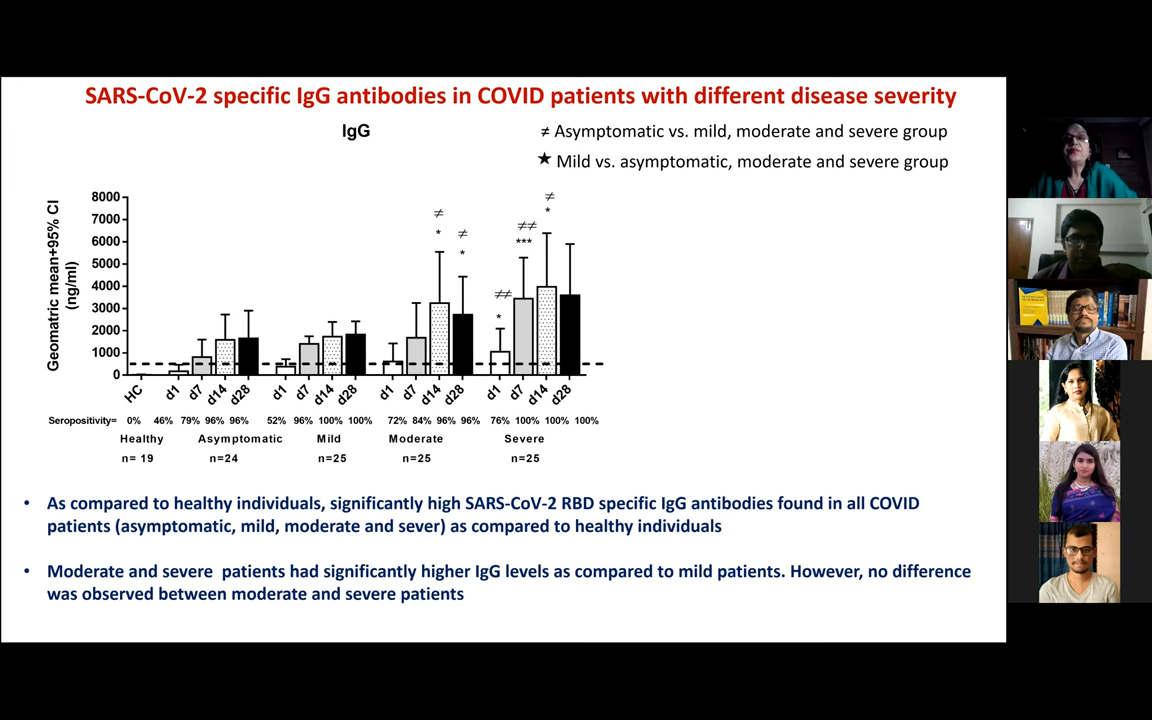 SARS-CoV-2 specific IgG antibodies in COVID patients with different disease severity
IgG
≠ Asymptomatic vs. mild, moderate and severe group
★ Mild vs. asymptomatic, moderate and severe group
Geomatric mean+95% CI
(ng/ml)
8000
7000
6000
5000
4000
3000
2000
1000
0
≠ * ≠ * ≠≠ * ≠≠ *** ≠ *
HC d1 d7 d14 d28 d1 d7 d14 d28 d1 d7 d14 d28 d1 d7 d14 d28
Seropositivity= 0% 46% 79% 96% 96% 52% 96% 100% 100% 72% 84% 96% 96% 76% 100% 100% 100%
Healthy Asymptomatic Mild Moderate Severe
n= 19 n=24 n=25 n=25 n=25
• As compared to healthy individuals, significantly high SARS-CoV-2 RBD specific IgG antibodies found in all COVID
patients (asymptomatic, mild, moderate and sever) as compared to healthy individuals
• Moderate and severe patients had significantly higher IgG levels as compared to mild patients. However, no difference
was observed between moderate and severe patients